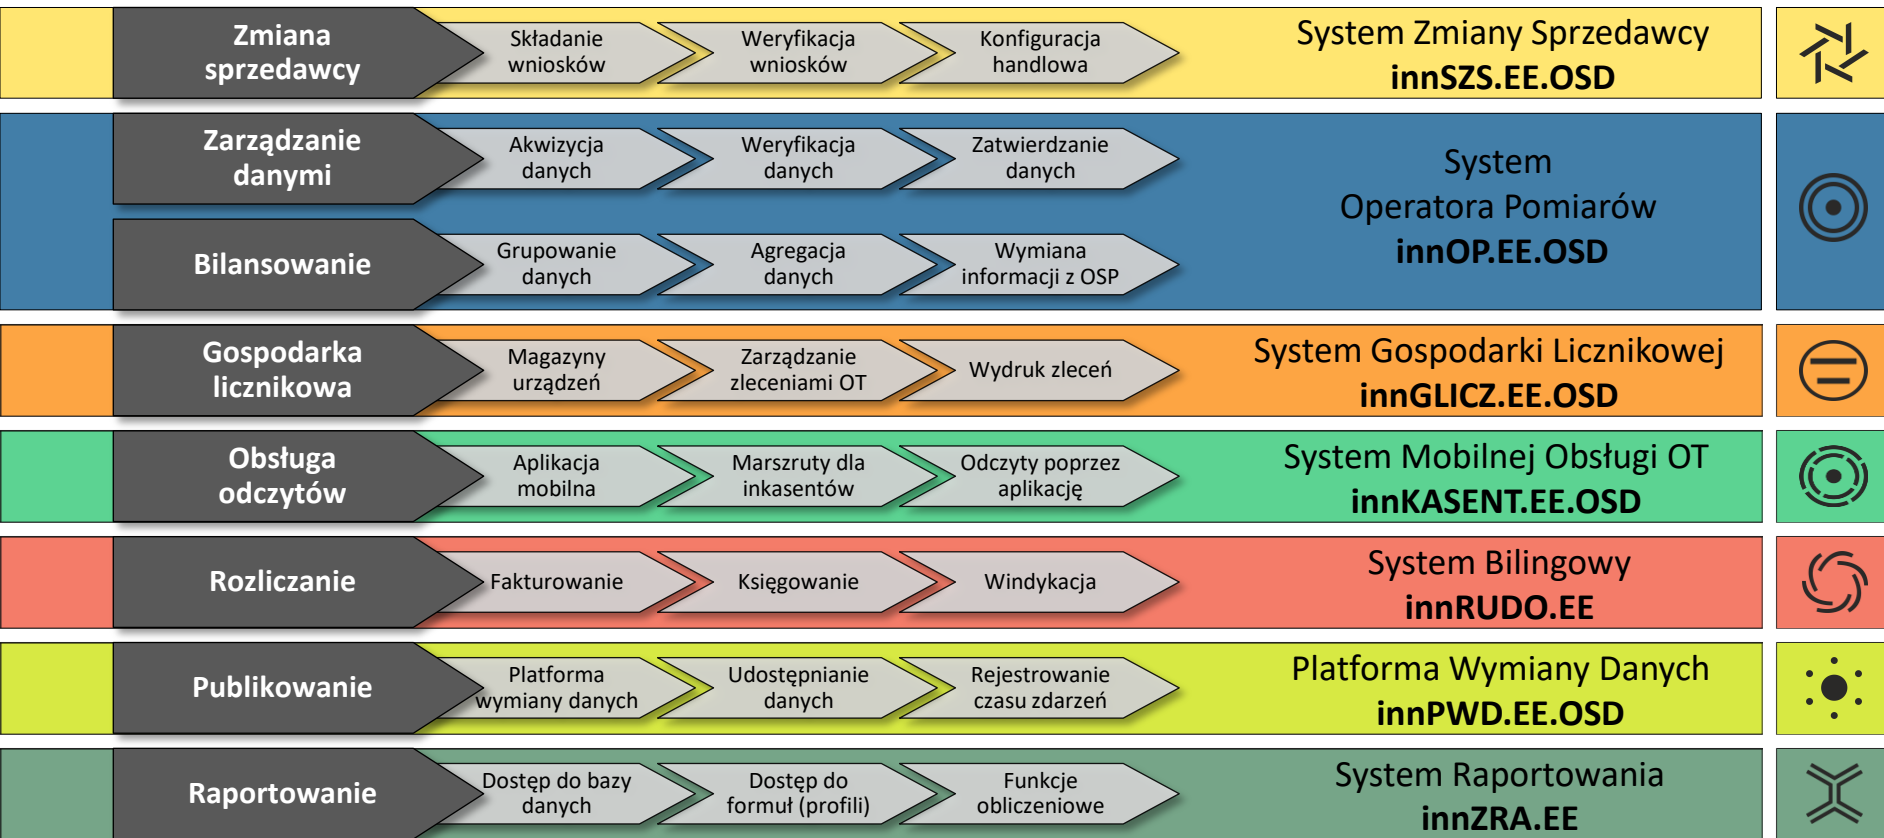 Zmiana
sprzedawcy
Składanie
wniosków
Weryfikacja
wniosków
Konfiguracja
handlowa
System Zmiany Sprzedawcy
innSZS.EE.OSD
Zarządzanie
danymi
Akwizycja
danych
Weryfikacja
danych
Zatwierdzanie
danych
System
Operatora Pomiarów
innOP.EE.OSD
Bilansowanie
Grupowanie
danych
Agregacja
danych
Wymiana
informacji z OSP
Gospodarka
licznikowa
Magazyny
urządzeń
Zarządzanie
zleceniami OT
Wydruk zleceń
System Gospodarki Licznikowej
innGLICZ.EE.OSD
Obsługa
odczytów
Aplikacja
mobilna
Marszruty dla
inkasentów
Odczyty poprzez
aplikację
System Mobilnej Obsługi OT
innKASENT.EE.OSD
Rozliczanie
Fakturowanie
Księgowanie
Windykacja
System Bilingowy
innRUDO.EE
Publikowanie
Platforma
wymiany danych
Udostępnianie
danych
Rejestrowanie
czasu zdarzeń
Platforma Wymiany Danych
innPWD.EE.OSD
Raportowanie
Dostęp do bazy
danych
Dostęp do
formuł (profili)
Funkcje
obliczeniowe
System Raportowania
innZRA.EE